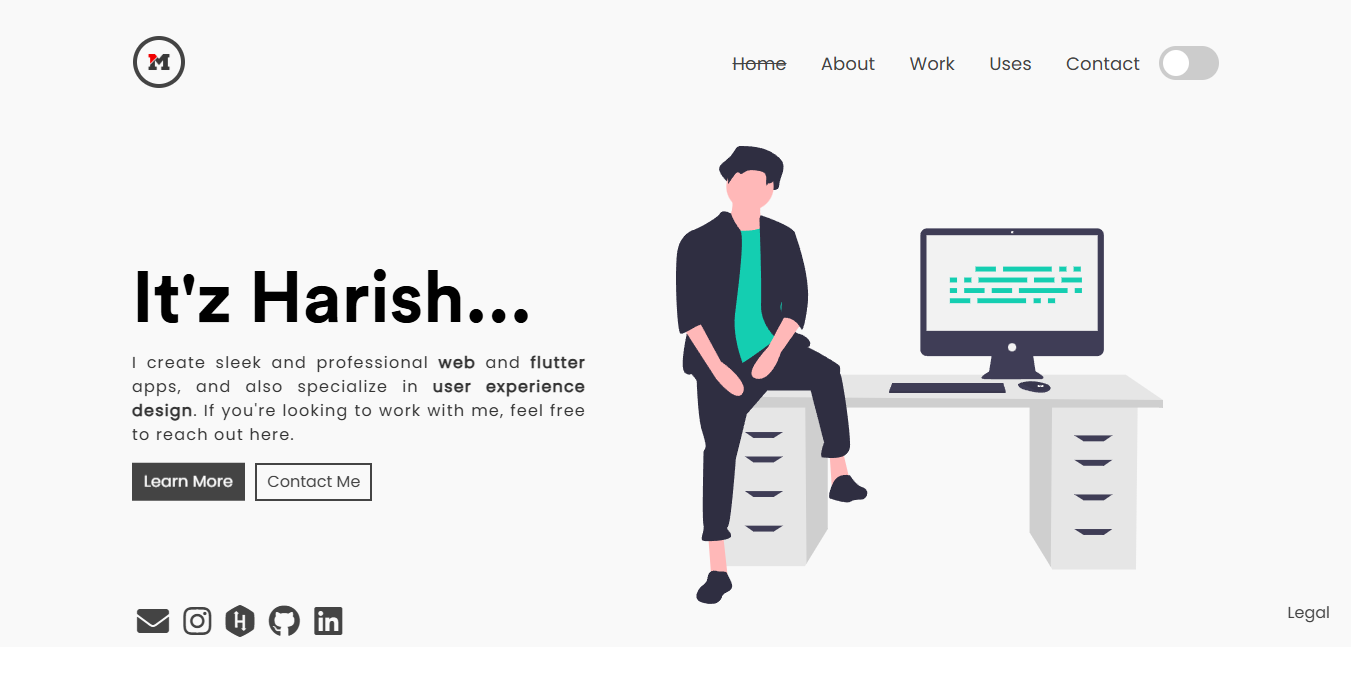 M
Home About Work Uses Contact
It'z Harish...
I create sleek and professional web and flutter
apps, and also specialize in user experience
design. If you're looking to work with me, feel free
to reach out here.
Learn More Contact Me
Legal